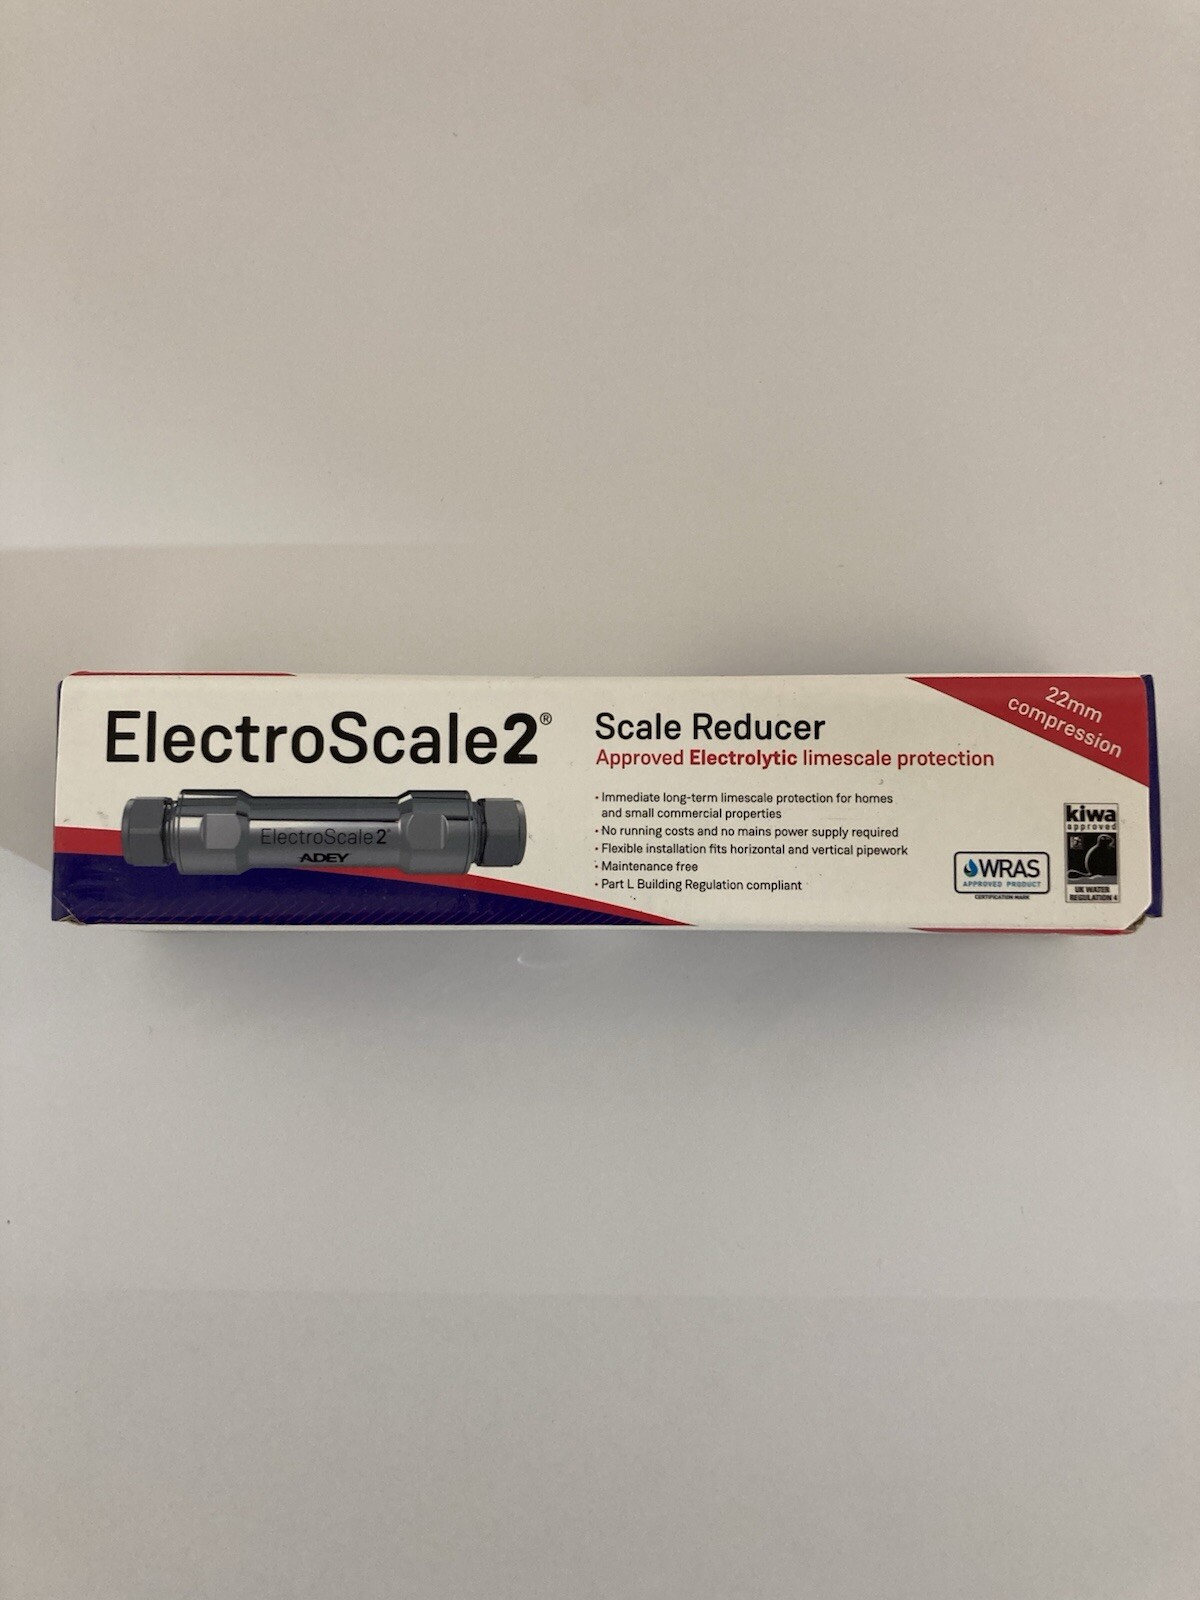 ElectroScale2®
ElectroScale2
ADEY
Scale Reducer
Approved Electrolytic limescale protection
• Immediate long-term limescale protection for homes
and small commercial properties
• No running costs and no mains power supply required
• Flexible installation fits horizontal and vertical pipework
• Maintenance free
• Part L Building Regulation compliant
22mm
compression
WRAS
APPROVED PRODUCT
CERTIFICATION MARK
kiwa
approved
UK WATER
REGULATION 4